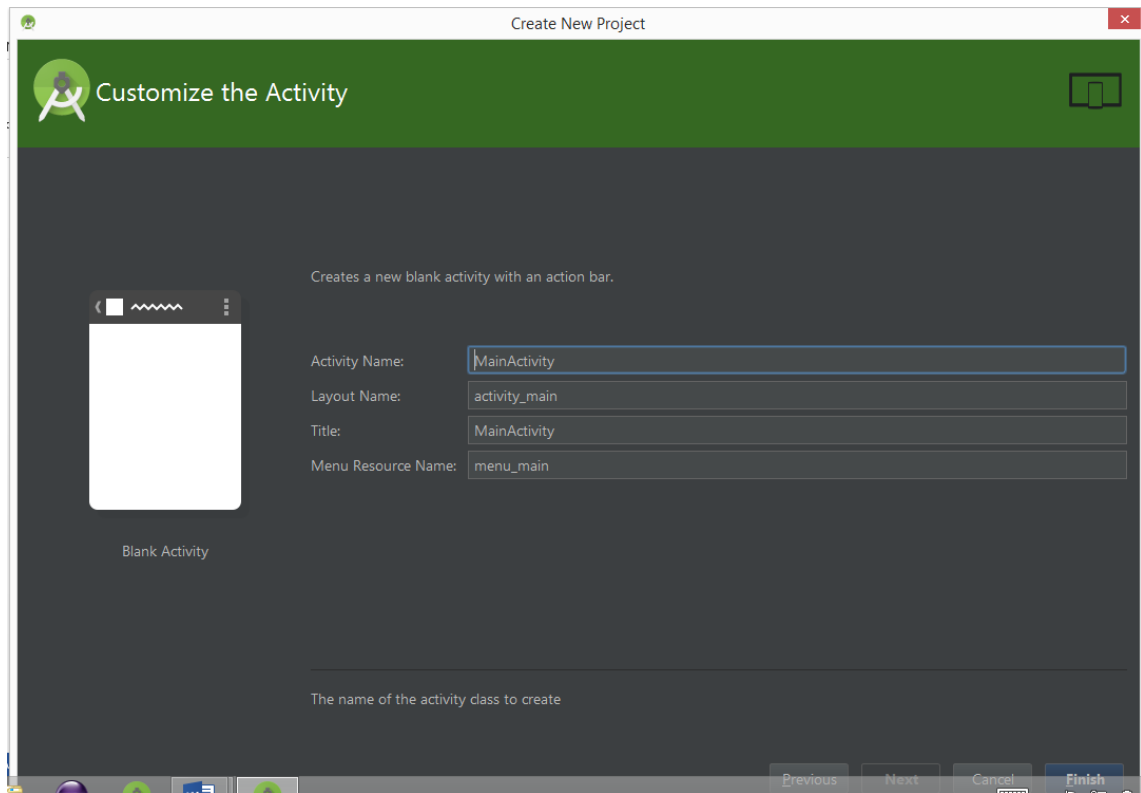 Create New Project
Customize the Activity
Creates a new blank activity with an action bar.
Activity Name: MainActivity
Layout Name: activity_main
Title: MainActivity
Menu Resource Name: menu_main
Blank Activity
The name of the activity class to create
Previous Next Cancel Finish